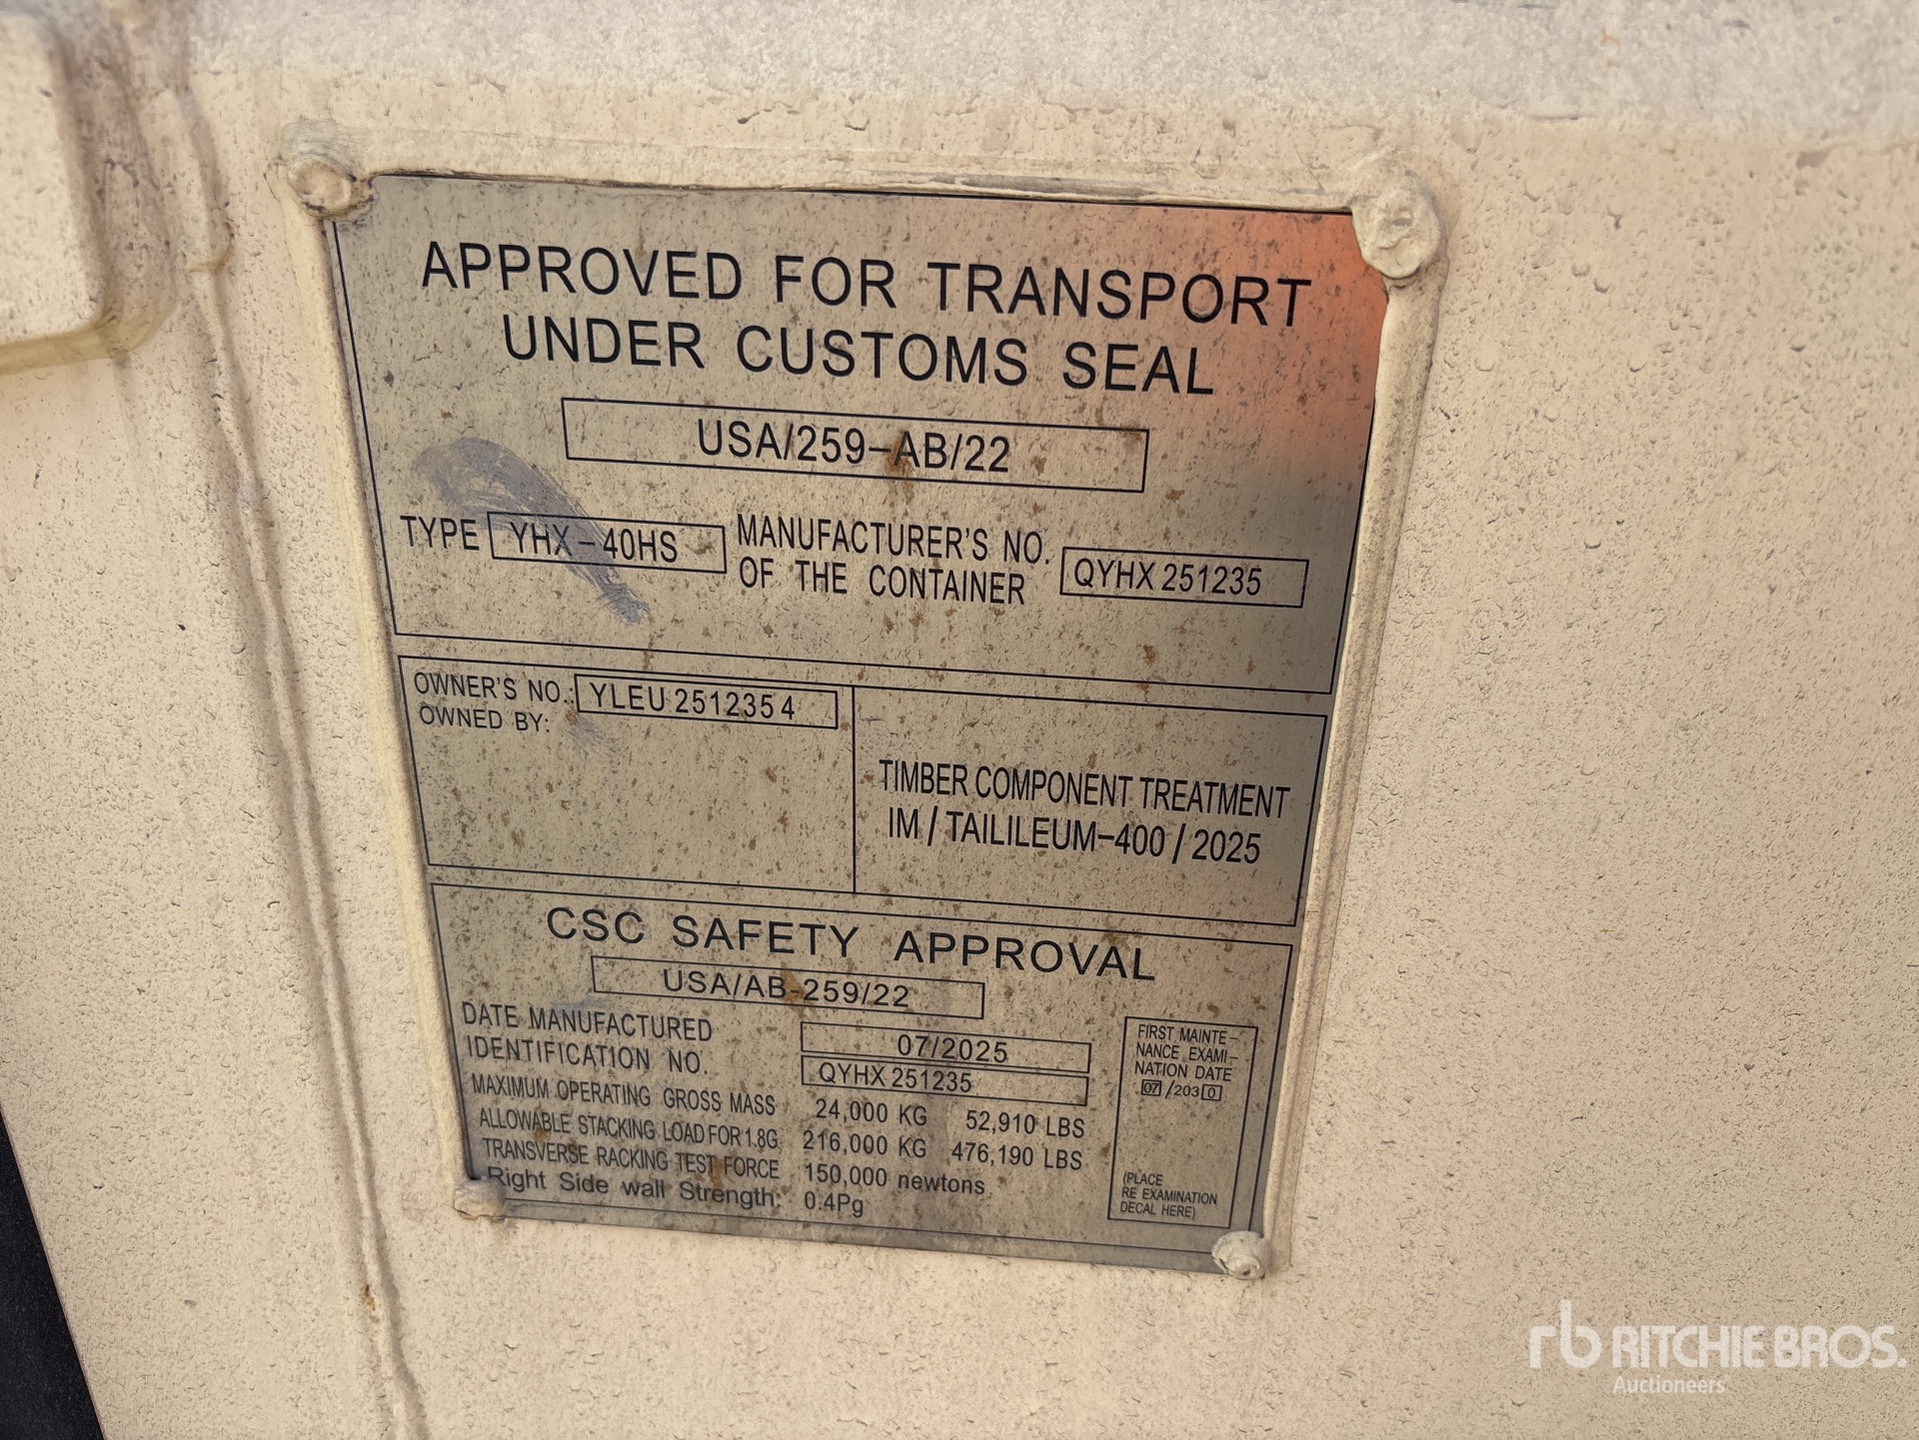 APPROVED FOR TRANSPORT
UNDER CUSTOMS SEAL
USA/259-AB/22
TYPE YHX-40HS MANUFACTURER'S NO. OF THE CONTAINER QYHX 251235
OWNER'S NO.: YLEU 251235 4
OWNED BY:
TIMBER COMPONENT TREATMENT
IM / TAILILEUM-400 / 2025
CSC SAFETY APPROVAL
USA/AB-259/22
DATE MANUFACTURED 07/2025
IDENTIFICATION NO. QYHX 251235
MAXIMUM OPERATING GROSS MASS 24,000 KG 52,910 LBS
ALLOWABLE STACKING LOAD FOR 1.8G 216,000 KG 476,190 LBS
TRANSVERSE RACKING TEST FORCE 150,000 newtons
Right Side wall Strength: 0.4Pg
FIRST MAINTE-
NANCE EXAMI-
NATION DATE
07/2030
(PLACE
RE EXAMINATION
DECAL HERE)
rb RITCHIE BROS.
Auctioneers